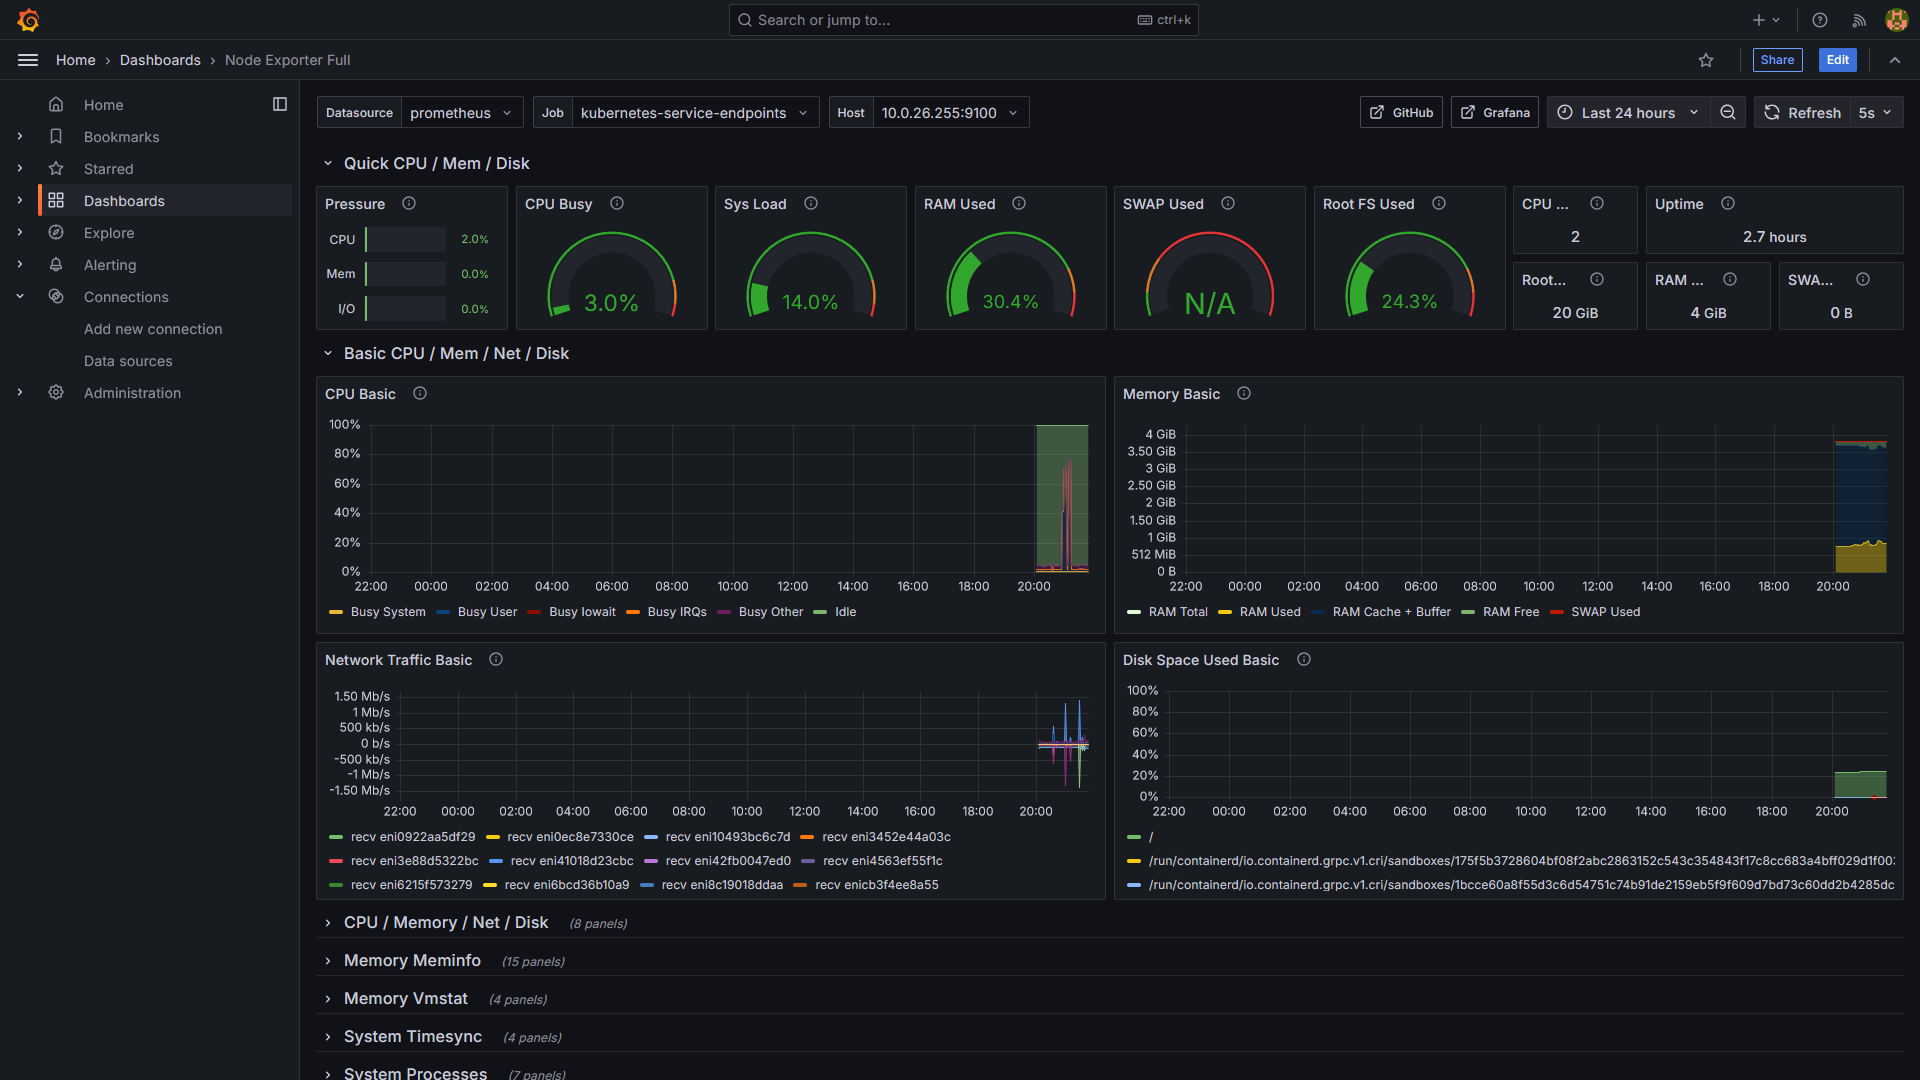 Search or jump to... ctrl+k
Home › Dashboards › Node Exporter Full
Share Edit
Home
Bookmarks
Starred
Dashboards
Explore
Alerting
Connections
Add new connection
Data sources
Administration
Datasource prometheus Job kubernetes-service-endpoints Host 10.0.26.255:9100
GitHub Grafana Last 24 hours Refresh 5s
Quick CPU / Mem / Disk
Pressure
CPU 2.0%
Mem 0.0%
I/O 0.0%
CPU Busy
3.0%
Sys Load
14.0%
RAM Used
30.4%
SWAP Used
N/A
Root FS Used
24.3%
CPU ...
2
Uptime
2.7 hours
Root...
20 GiB
RAM ...
4 GiB
SWA...
0 B
Basic CPU / Mem / Net / Disk
CPU Basic
100%
80%
60%
40%
20%
0%
22:00 00:00 02:00 04:00 06:00 08:00 10:00 12:00 14:00 16:00 18:00 20:00
Busy System Busy User Busy Iowait Busy IRQs Busy Other Idle
Memory Basic
4 GiB
3.50 GiB
3 GiB
2.50 GiB
2 GiB
1.50 GiB
1 GiB
512 MiB
0 B
22:00 00:00 02:00 04:00 06:00 08:00 10:00 12:00 14:00 16:00 18:00 20:00
RAM Total RAM Used RAM Cache + Buffer RAM Free SWAP Used
Network Traffic Basic
1.50 Mb/s
1 Mb/s
500 kb/s
0 b/s
-500 kb/s
-1 Mb/s
-1.50 Mb/s
22:00 00:00 02:00 04:00 06:00 08:00 10:00 12:00 14:00 16:00 18:00 20:00
recv eni0922aa5df29 recv eni0ec8e7330ce recv eni10493bc6c7d recv eni3452e44a03c
recv eni3e88d5322bc recv eni41018d23cbc recv eni42fb0047ed0 recv eni4563ef55f1c
recv eni6215f573279 recv eni6bcd36b10a9 recv eni8c19018ddaa recv enicb3f4ee8a55
Disk Space Used Basic
100%
80%
60%
40%
20%
0%
22:00 00:00 02:00 04:00 06:00 08:00 10:00 12:00 14:00 16:00 18:00 20:00
/
/run/containerd/io.containerd.grpc.v1.cri/sandboxes/175f5b3728604bf08f2abc2863152c543c354843f17c8cc683a4bff029d1f003
/run/containerd/io.containerd.grpc.v1.cri/sandboxes/1bcce60a8f55d3c6d54751c74b91de2159eb5f9f609d7bd73c60dd2b4285dc
CPU / Memory / Net / Disk (8 panels)
Memory Meminfo (15 panels)
Memory Vmstat (4 panels)
System Timesync (4 panels)
System Processes (7 panels)